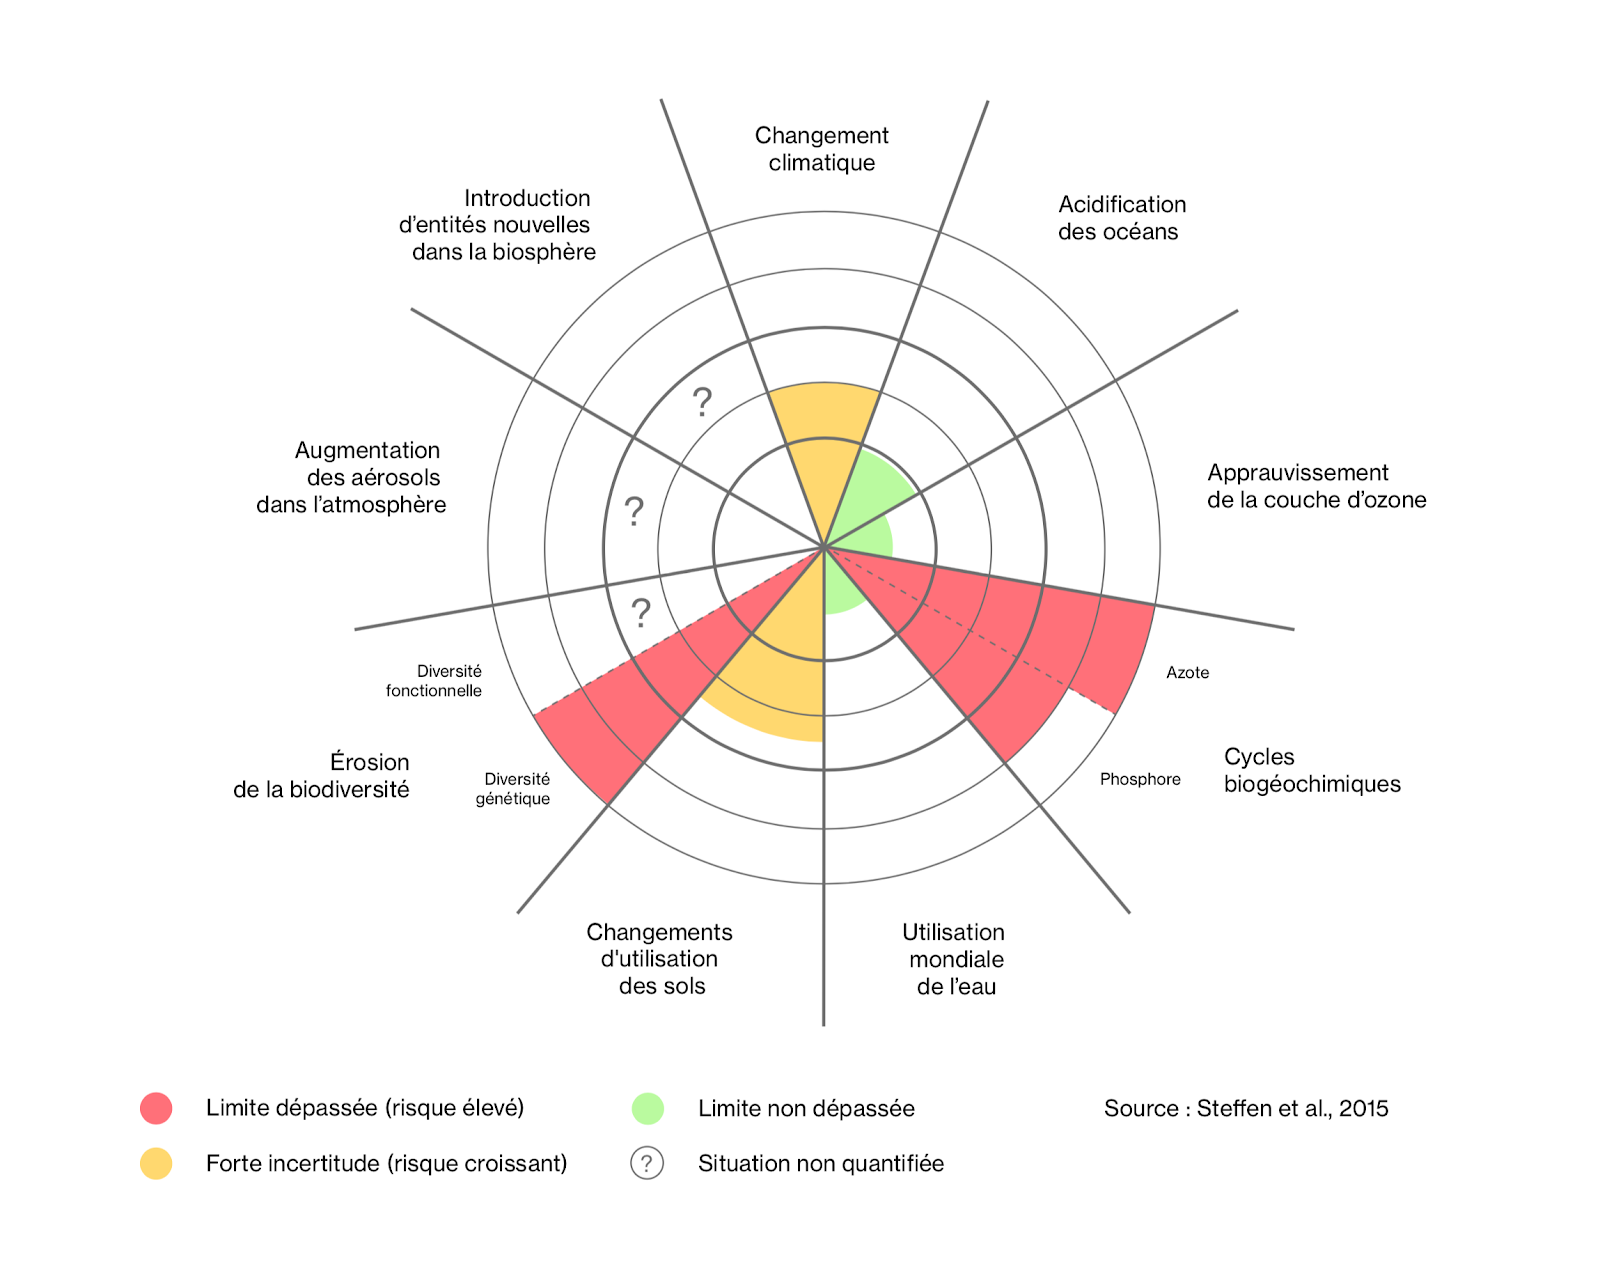 Changement
climatique
Acidification
des océans
Introduction
d’entités nouvelles
dans la biosphère
?
Augmentation
des aérosols
dans l’atmosphère
?
Apprauvissement
de la couche d’ozone
?
Diversité
fonctionnelle
Azote
Érosion
de la biodiversité
Diversité
génétique
Phosphore
Cycles
biogéochimiques
Changements
d'utilisation
des sols
Utilisation
mondiale
de l’eau
Limite dépassée (risque élevé)
Limite non dépassée
Source : Steffen et al., 2015
Forte incertitude (risque croissant)
? Situation non quantifiée